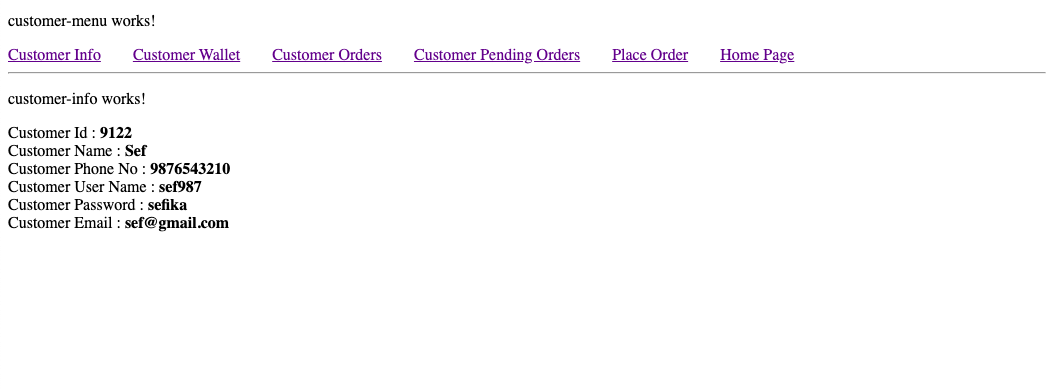 customer-menu works!
Customer Info Customer Wallet Customer Orders Customer Pending Orders Place Order Home Page
customer-info works!
Customer Id : 9122
Customer Name : Sef
Customer Phone No : 9876543210
Customer User Name : sef987
Customer Password : sefika
Customer Email : sef@gmail.com